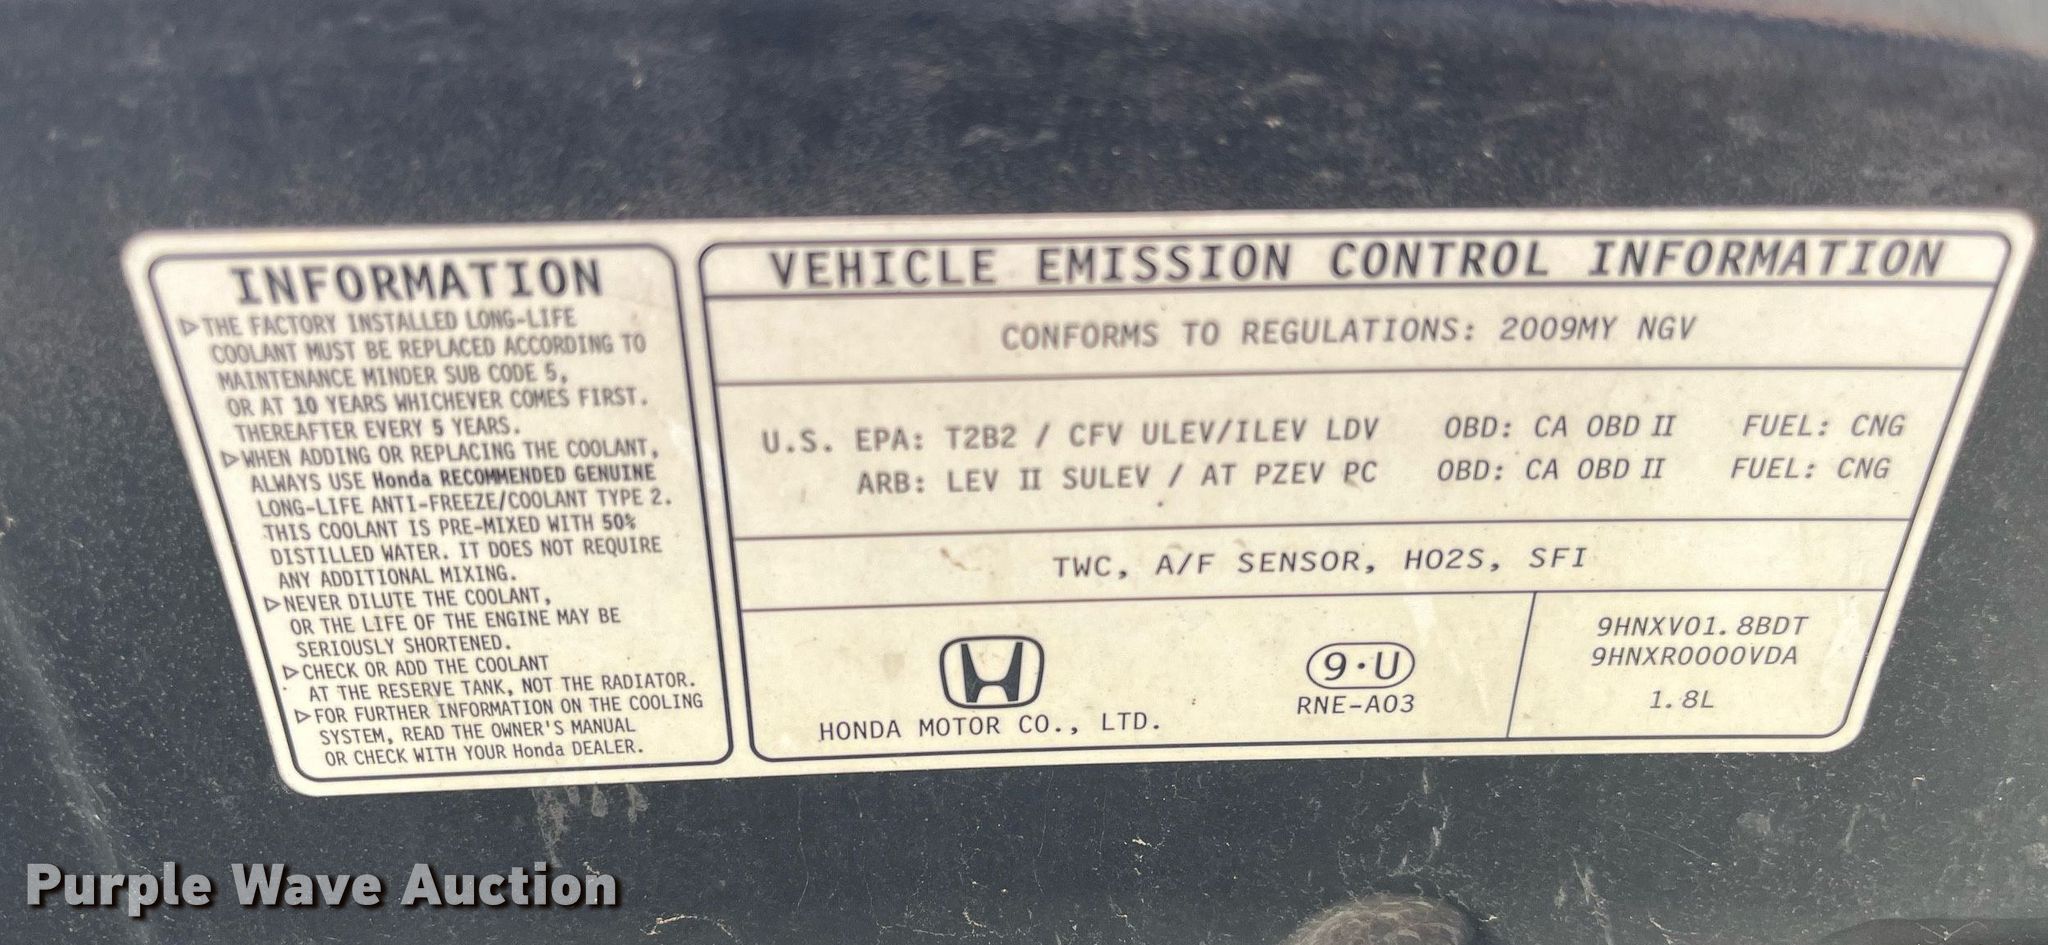 INFORMATION
▷THE FACTORY INSTALLED LONG-LIFE
COOLANT MUST BE REPLACED ACCORDING TO
MAINTENANCE MINDER SUB CODE 5,
OR AT 10 YEARS WHICHEVER COMES FIRST.
THEREAFTER EVERY 5 YEARS.
▷WHEN ADDING OR REPLACING THE COOLANT,
ALWAYS USE Honda RECOMMENDED GENUINE
LONG-LIFE ANTI-FREEZE/COOLANT TYPE 2.
THIS COOLANT IS PRE-MIXED WITH 50%
DISTILLED WATER. IT DOES NOT REQUIRE
ANY ADDITIONAL MIXING.
▷NEVER DILUTE THE COOLANT,
OR THE LIFE OF THE ENGINE MAY BE
SERIOUSLY SHORTENED.
▷CHECK OR ADD THE COOLANT
AT THE RESERVE TANK, NOT THE RADIATOR.
▷FOR FURTHER INFORMATION ON THE COOLING
SYSTEM, READ THE OWNER'S MANUAL
OR CHECK WITH YOUR Honda DEALER.
VEHICLE EMISSION CONTROL INFORMATION
CONFORMS TO REGULATIONS: 2009MY NGV
U.S. EPA: T2B2 / CFV ULEV/ILEV LDV OBD: CA OBD II FUEL: CNG
ARB: LEV II SULEV / AT PZEV PC OBD: CA OBD II FUEL: CNG
TWC, A/F SENSOR, HO2S, SFI
HONDA MOTOR CO., LTD.
9·U
RNE-A03
9HNXV01.8BDT
9HNXR0000VDA
1.8L
Purple Wave Auction